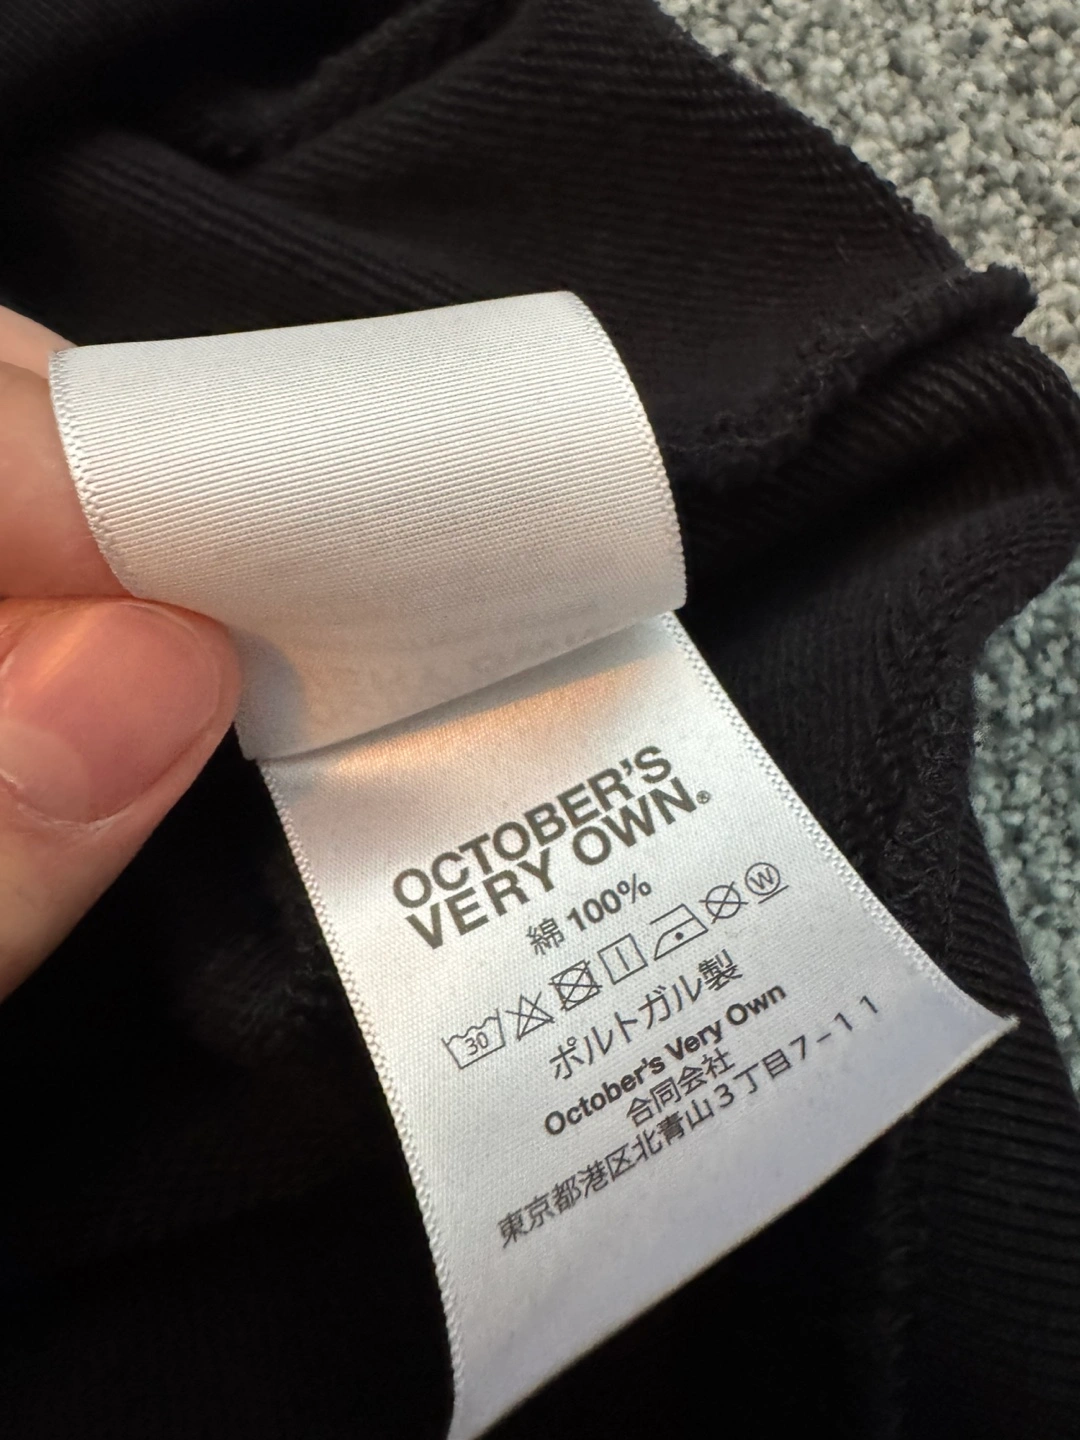 OCTOBER'S
VERY OWN®
綿 100%
30 W
ポルトガル製
October's Very Own
合同会社
東京都港区北青山3丁目7-11